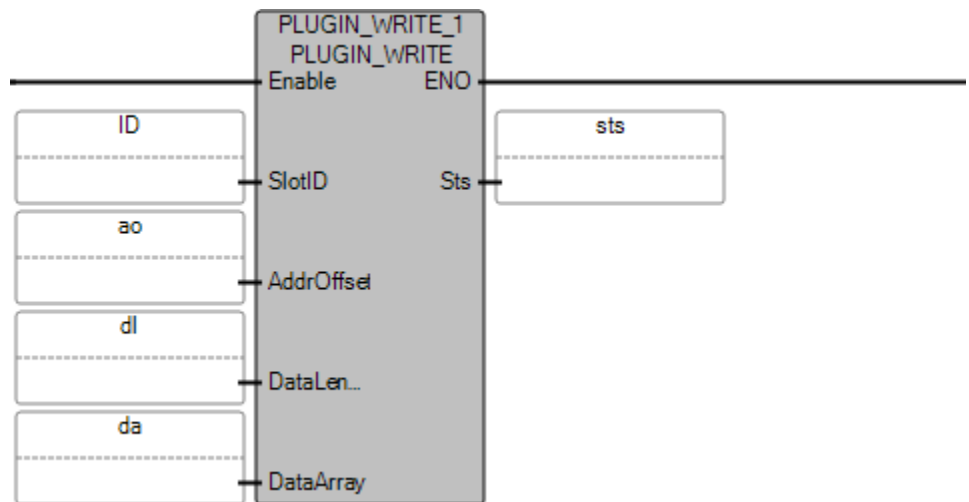 PLUGIN_WRITE_1
PLUGIN_WRITE
Enable ENO
ID
sts
SlotID Sts
ao
AddrOffset
dl
DataLen...
da
DataArray